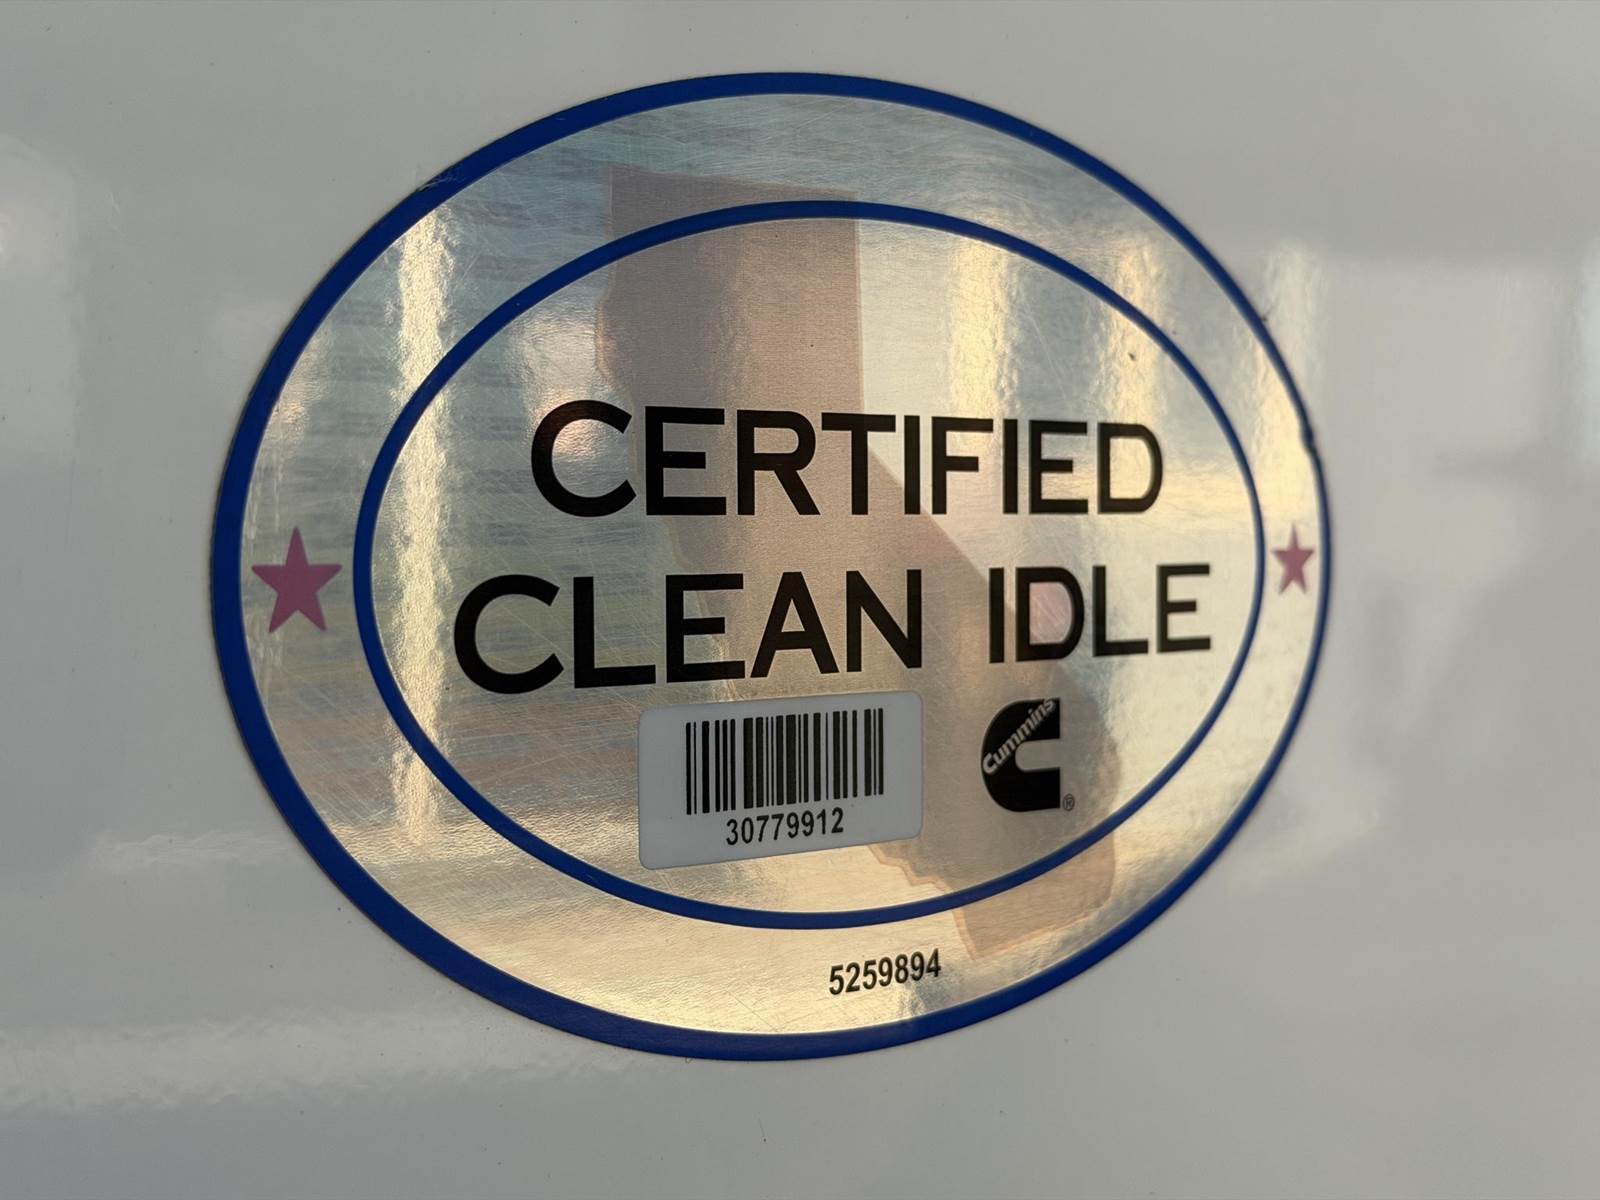 CERTIFIED
CLEAN IDLE
Cummins
®
30779912
5259894